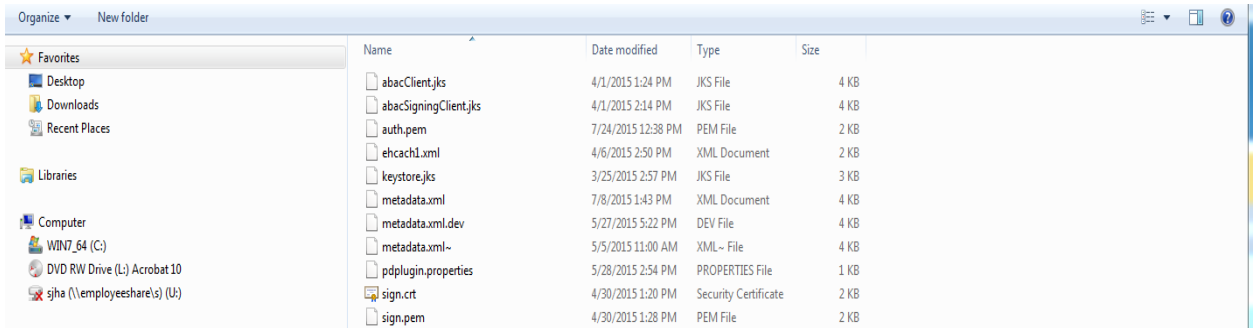 Organize New folder
Favorites
Desktop
Downloads
Recent Places
Libraries
Computer
WIN7_64 (C:)
DVD RW Drive (L:) Acrobat 10
sjha (\\employeeshare\s) (U:)
Name Date modified Type Size
abacClient.jks 4/1/2015 1:24 PM JKS File 4 KB
abacSigningClient.jks 4/1/2015 2:14 PM JKS File 4 KB
auth.pem 7/24/2015 12:38 PM PEM File 2 KB
ehcach1.xml 4/6/2015 2:50 PM XML Document 2 KB
keystore.jks 3/25/2015 2:57 PM JKS File 3 KB
metadata.xml 7/8/2015 1:43 PM XML Document 4 KB
metadata.xml.dev 5/27/2015 5:22 PM DEV File 4 KB
metadata.xml~ 5/5/2015 11:00 AM XML~ File 4 KB
pdplugin.properties 5/28/2015 2:54 PM PROPERTIES File 1 KB
sign.crt 4/30/2015 1:20 PM Security Certificate 2 KB
sign.pem 4/30/2015 1:28 PM PEM File 2 KB